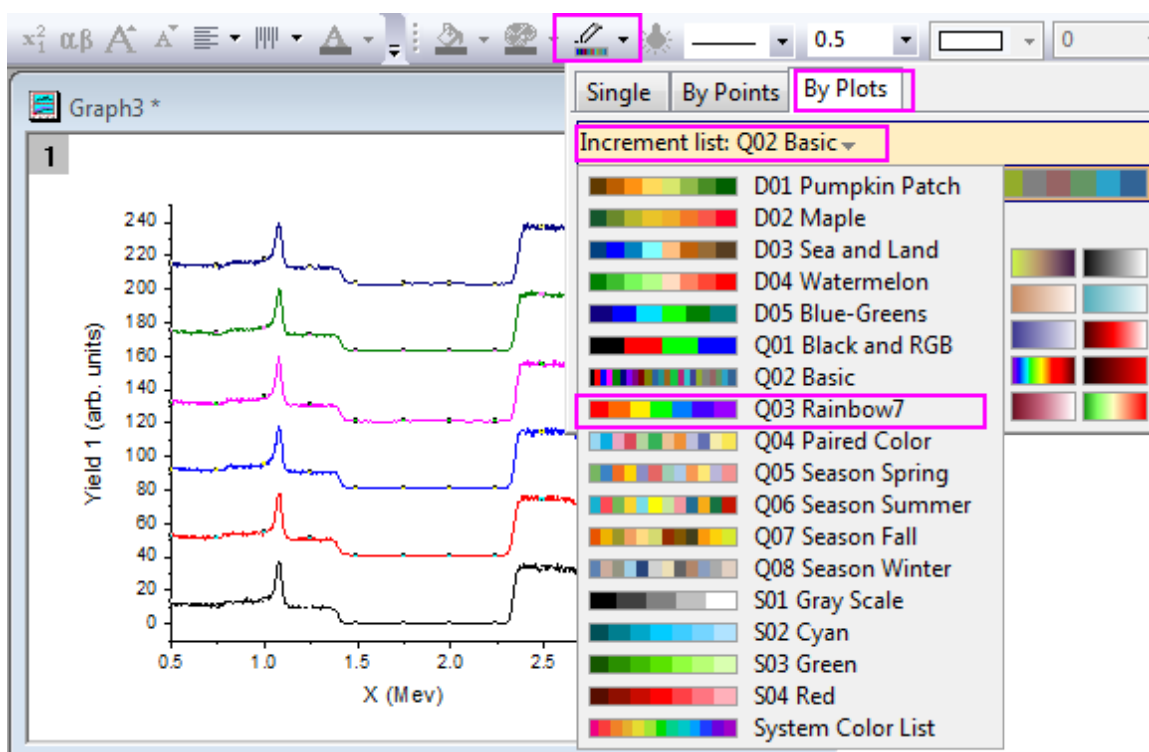 x₁² αβ A A A 0.5 0
Single By Points By Plots
Graph3 *
Increment list: Q02 Basic
1
D01 Pumpkin Patch
D02 Maple
D03 Sea and Land
D04 Watermelon
D05 Blue-Greens
Q01 Black and RGB
Q02 Basic
Q03 Rainbow7
Q04 Paired Color
Q05 Season Spring
Q06 Season Summer
Q07 Season Fall
Q08 Season Winter
S01 Gray Scale
S02 Cyan
S03 Green
S04 Red
System Color List
240
220
200
180
160
140
120
100
80
60
40
20
0
Yield 1 (arb. units)
0.5 1.0 1.5 2.0 2.5
X (Mev)